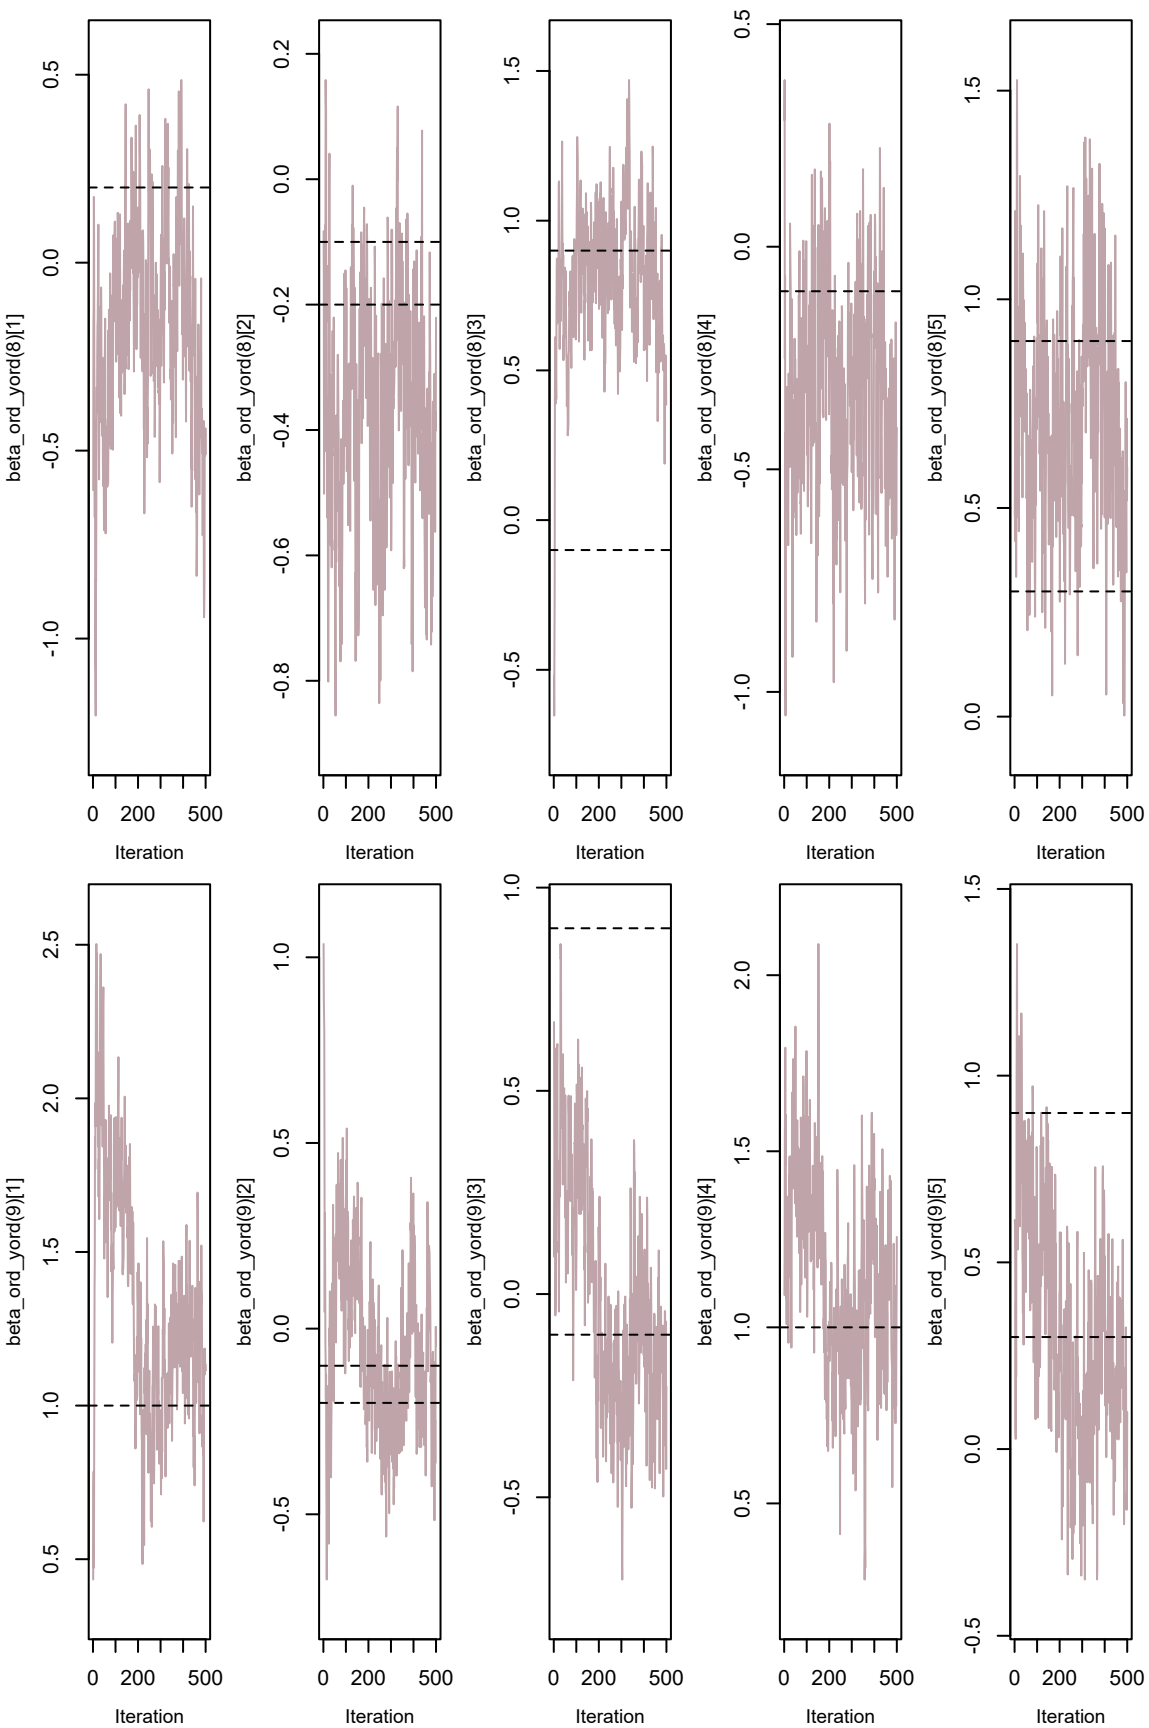 beta_ord_yord(8)[1]
-1.0 -0.5 0.0 0.5
0 200 500
Iteration
beta_ord_yord(8)[2]
-0.8 -0.6 -0.4 -0.2 0.0 0.2
0 200 500
Iteration
beta_ord_yord(8)[3]
-0.5 0.0 0.5 1.0 1.5
0 200 500
Iteration
beta_ord_yord(8)[4]
-1.0 -0.5 0.0 0.5
0 200 500
Iteration
beta_ord_yord(8)[5]
0.0 0.5 1.0 1.5
0 200 500
Iteration
beta_ord_yord(9)[1]
0.5 1.0 1.5 2.0 2.5
0 200 500
Iteration
beta_ord_yord(9)[2]
-0.5 0.0 0.5 1.0
0 200 500
Iteration
beta_ord_yord(9)[3]
-0.5 0.0 0.5 1.0
0 200 500
Iteration
beta_ord_yord(9)[4]
0.5 1.0 1.5 2.0
0 200 500
Iteration
beta_ord_yord(9)[5]
-0.5 0.0 0.5 1.0 1.5
0 200 500
Iteration